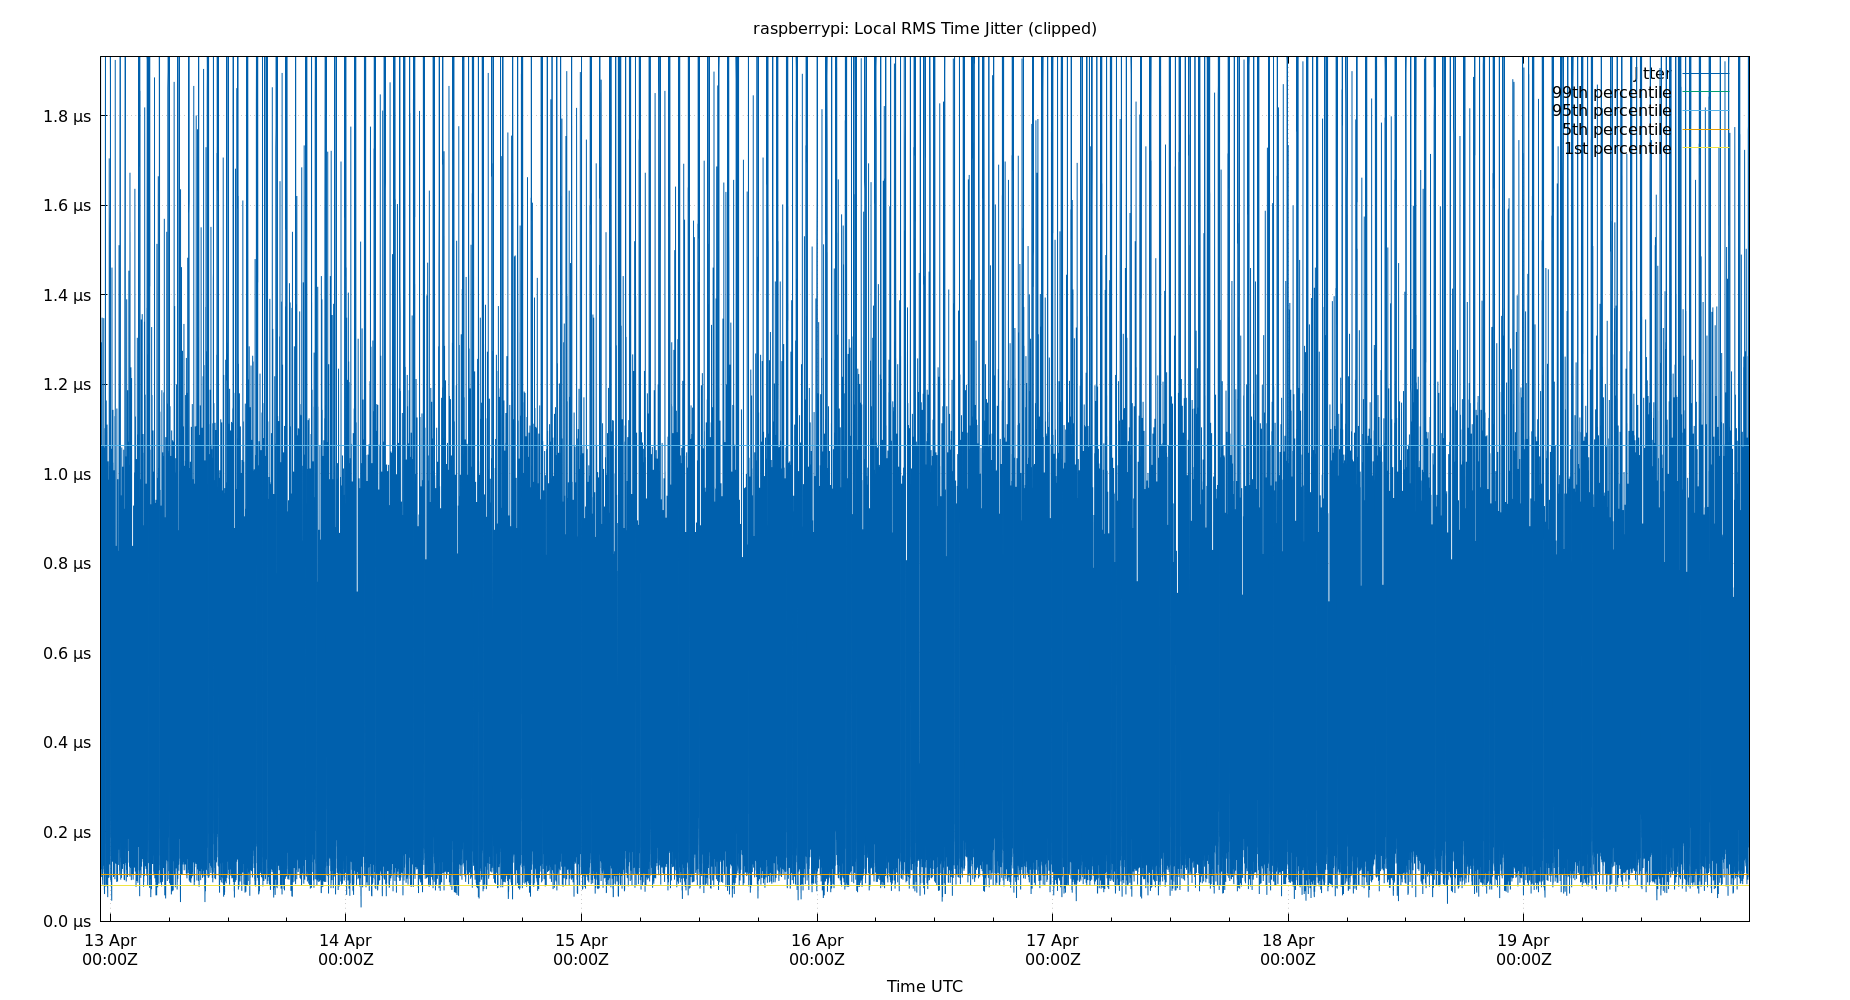 raspberrypi: Local RMS Time Jitter (clipped)
jitter
99th percentile
95th percentile
5th percentile
1st percentile
1.8 µs
1.6 µs
1.4 µs
1.2 µs
1.0 µs
0.8 µs
0.6 µs
0.4 µs
0.2 µs
0.0 µs
13 Apr 14 Apr 15 Apr 16 Apr 17 Apr 18 Apr 19 Apr
00:00Z 00:00Z 00:00Z 00:00Z 00:00Z 00:00Z 00:00Z
Time UTC